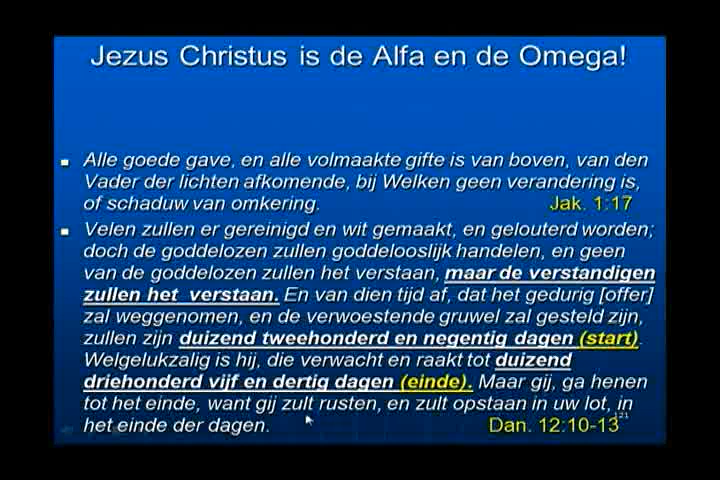 Jezus Christus is de Alfa en de Omega!
Alle goede gave, en alle volmaakte gifte is van boven, van den
Vader der lichten afkomende, bij Welken geen verandering is,
of schaduw van omkering. Jak. 1:17
Velen zullen er gereinigd en wit gemaakt, en gelouterd worden;
doch de goddelozen zullen goddelooslijk handelen, en geen
van de goddelozen zullen het verstaan, maar de verstandigen
zullen het verstaan. En van dien tijd af, dat het gedurig [offer]
zal weggenomen, en de verwoestende gruwel zal gesteld zijn,
zullen zijn duizend tweehonderd en negentig dagen (start).
Welgelukzalig is hij, die verwacht en raakt tot duizend
driehonderd vijf en dertig dagen (einde). Maar gij, ga henen
tot het einde, want gij zult rusten, en zult opstaan in uw lot, in
het einde der dagen. Dan. 12:10-13
121